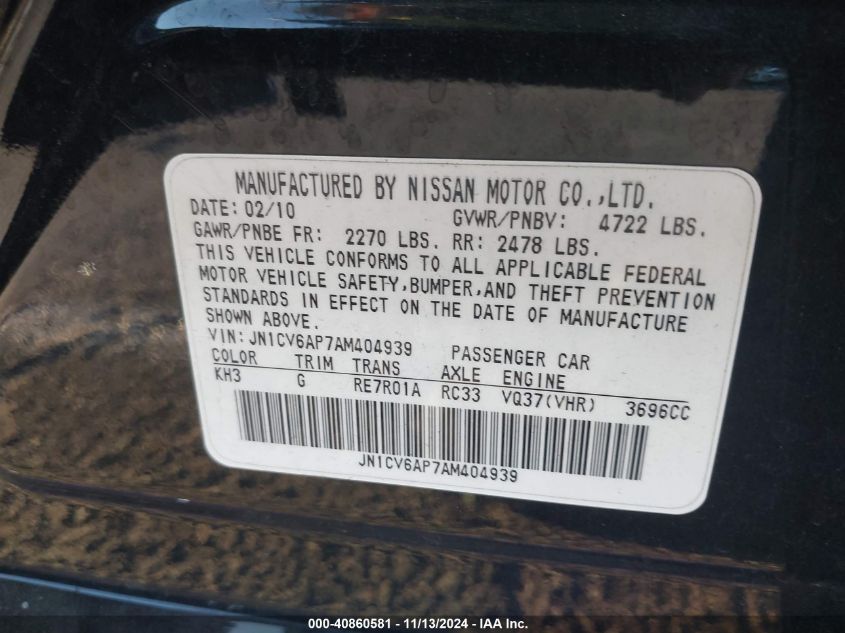 MANUFACTURED BY NISSAN MOTOR CO.,LTD.
DATE: 02/10 GVWR/PNBV: 4722 LBS.
GAWR/PNBE FR: 2270 LBS. RR: 2478 LBS.
THIS VEHICLE CONFORMS TO ALL APPLICABLE FEDERAL
MOTOR VEHICLE SAFETY,BUMPER,AND THEFT PREVENTION
STANDARDS IN EFFECT ON THE DATE OF MANUFACTURE
SHOWN ABOVE.
VIN: JN1CV6AP7AM404939 PASSENGER CAR
COLOR TRIM TRANS AXLE ENGINE
KH3 G RE7R01A RC33 VQ37(VHR) 3696CC
JN1CV6AP7AM404939
000-40860581 - 11/13/2024 - IAA Inc.